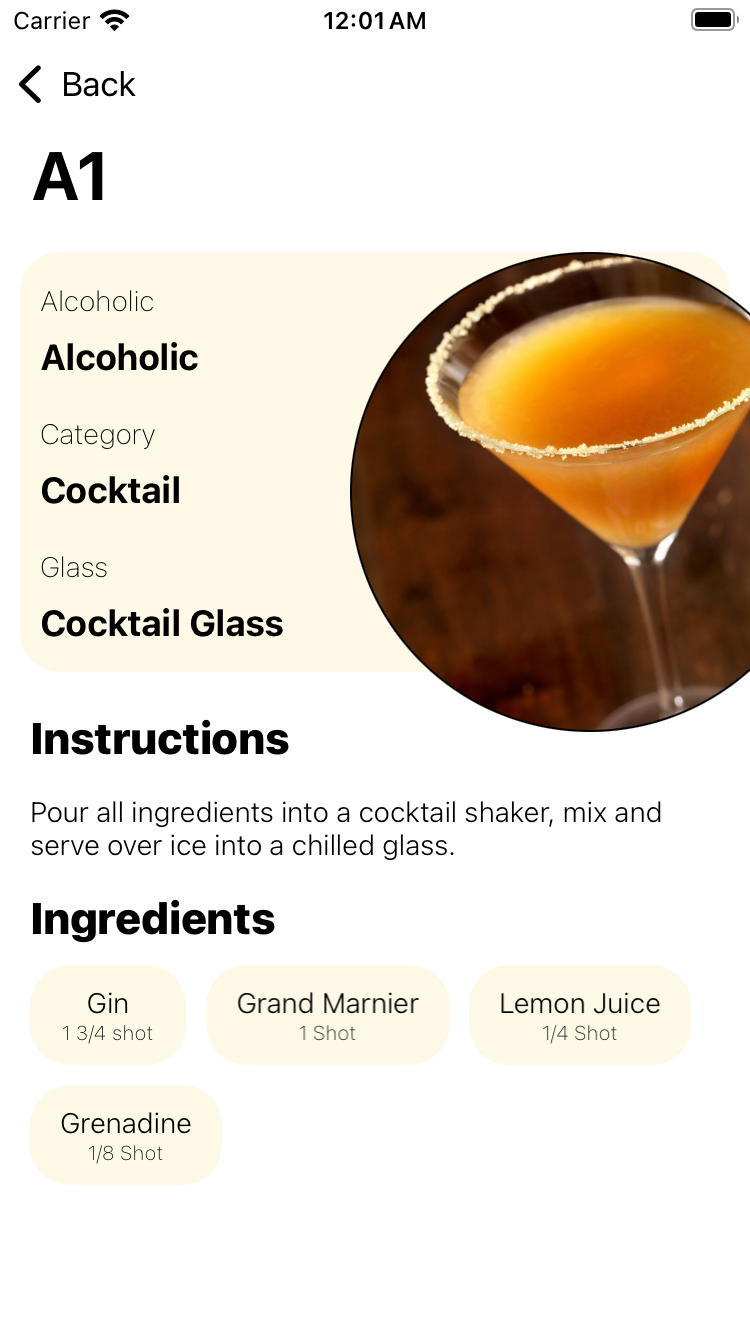 Carrier 12:01 AM
Back
A1
Alcoholic
Alcoholic
Category
Cocktail
Glass
Cocktail Glass
Instructions
Pour all ingredients into a cocktail shaker, mix and
serve over ice into a chilled glass.
Ingredients
Gin
1 3/4 shot
Grand Marnier
1 Shot
Lemon Juice
1/4 Shot
Grenadine
1/8 Shot